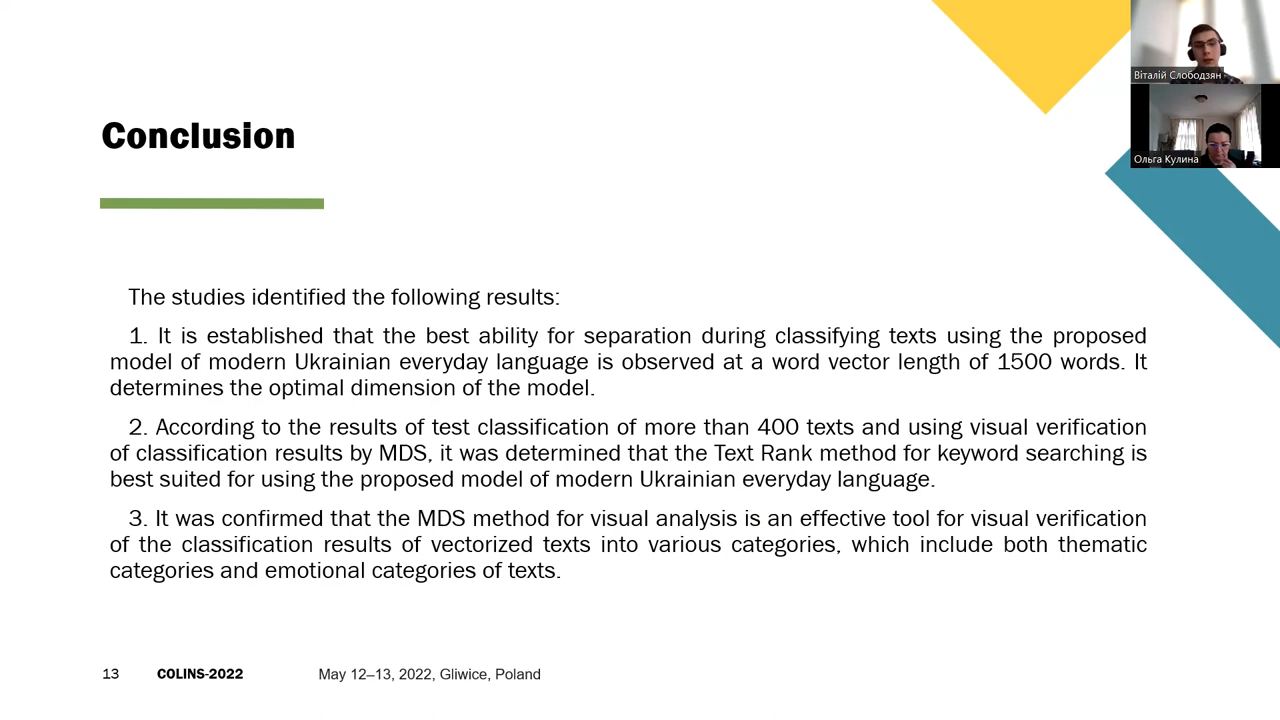 Віталій Слободзян
Ольга Кулина
Conclusion
The studies identified the following results:
1. It is established that the best ability for separation during classifying texts using the proposed
model of modern Ukrainian everyday language is observed at a word vector length of 1500 words. It
determines the optimal dimension of the model.
2. According to the results of test classification of more than 400 texts and using visual verification
of classification results by MDS, it was determined that the Text Rank method for keyword searching is
best suited for using the proposed model of modern Ukrainian everyday language.
3. It was confirmed that the MDS method for visual analysis is an effective tool for visual verification
of the classification results of vectorized texts into various categories, which include both thematic
categories and emotional categories of texts.
13 COLINS-2022 May 12–13, 2022, Gliwice, Poland